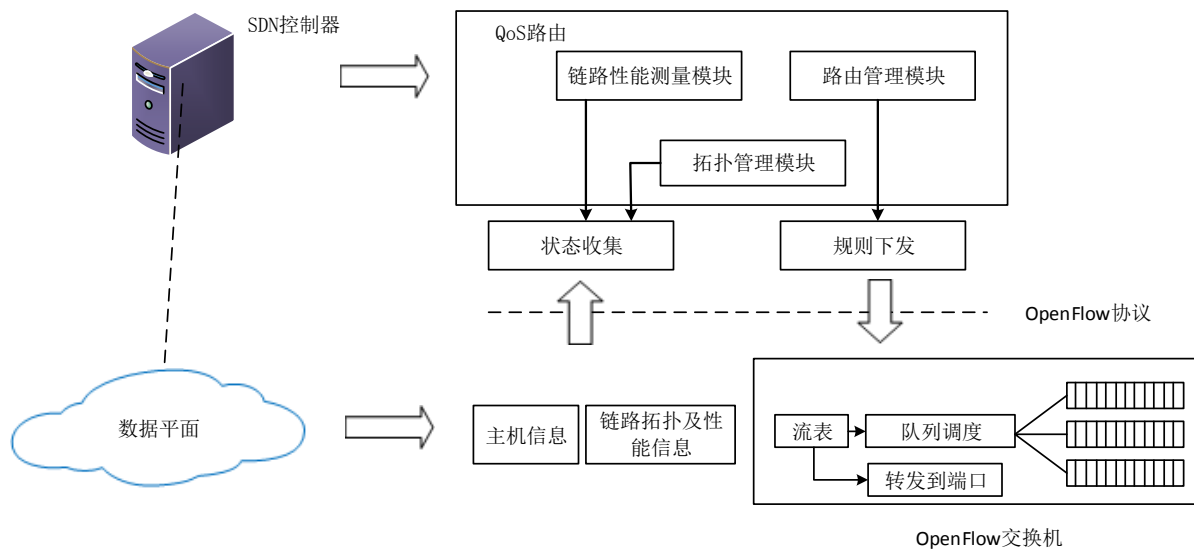 SDN控制器
QoS路由
链路性能测量模块
路由管理模块
拓扑管理模块
状态收集
规则下发
OpenFlow协议
数据平面
主机信息
链路拓扑及性
能信息
流表
队列调度
转发到端口
OpenFlow交换机